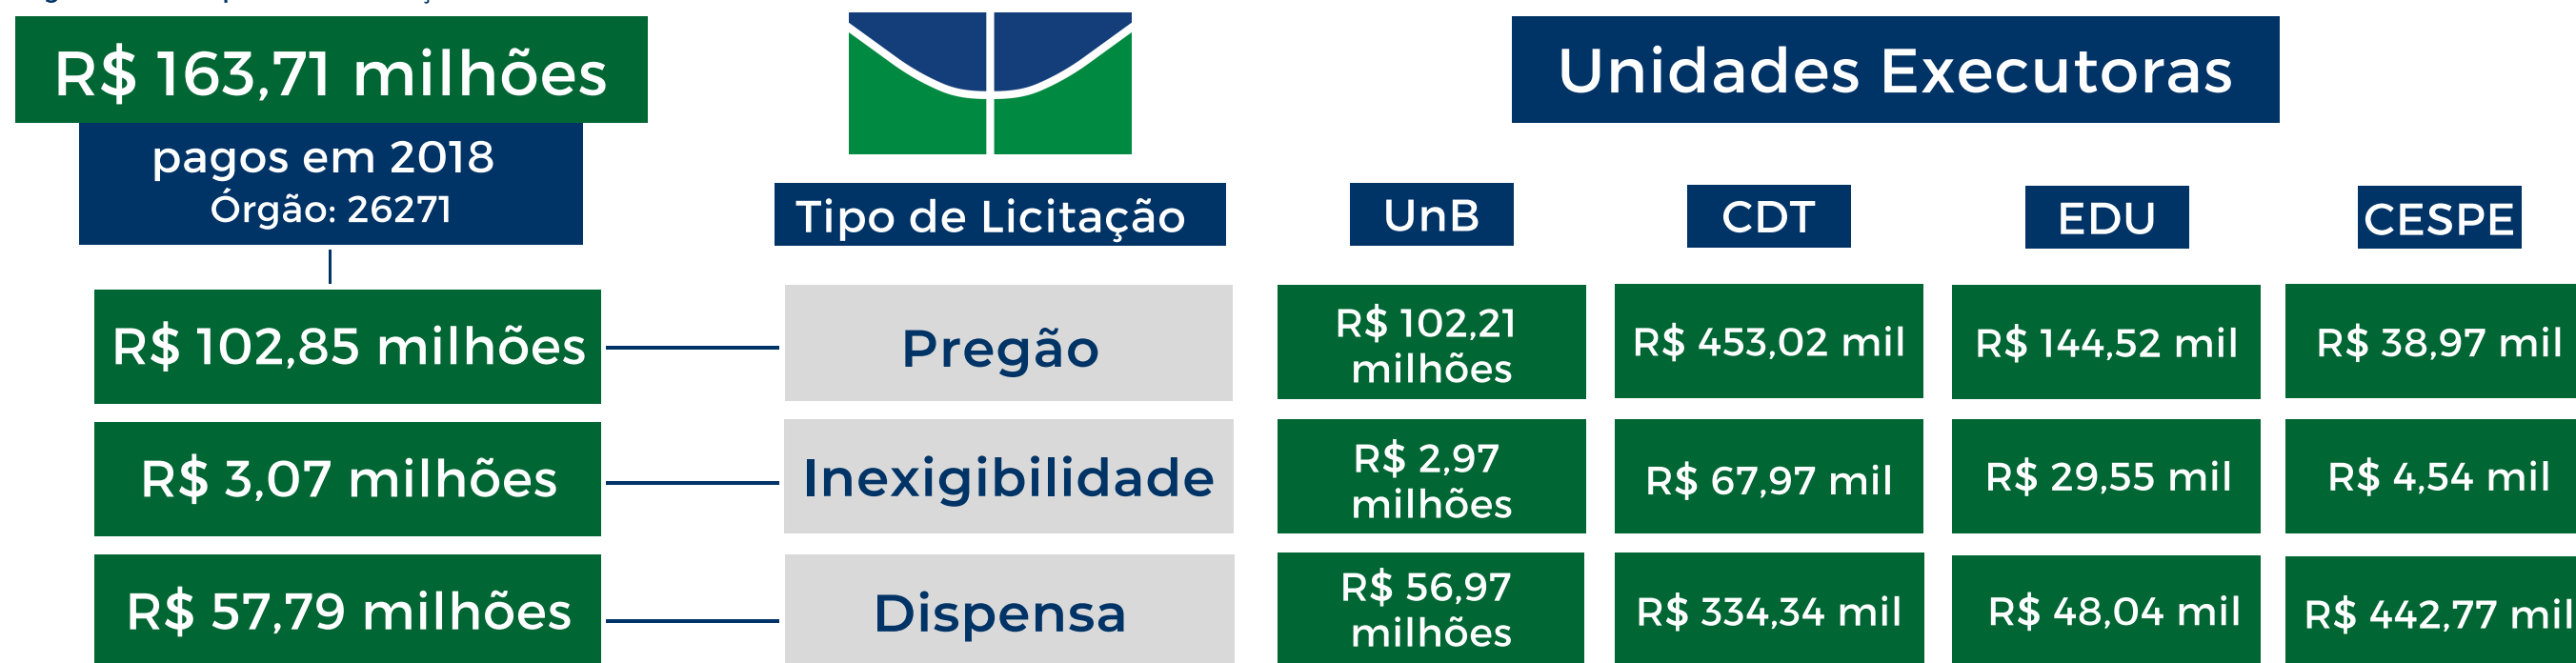 R$ 163,71 milhões
pagos em 2018
Órgão: 26271
Unidades Executoras
Tipo de Licitação
UnB
CDT
EDU
CESPE
R$ 102,85 milhões
Pregão
R$ 102,21
milhões
R$ 453,02 mil
R$ 144,52 mil
R$ 38,97 mil
R$ 3,07 milhões
Inexigibilidade
R$ 2,97
milhões
R$ 67,97 mil
R$ 29,55 mil
R$ 4,54 mil
R$ 57,79 milhões
Dispensa
R$ 56,97
milhões
R$ 334,34 mil
R$ 48,04 mil
R$ 442,77 mil